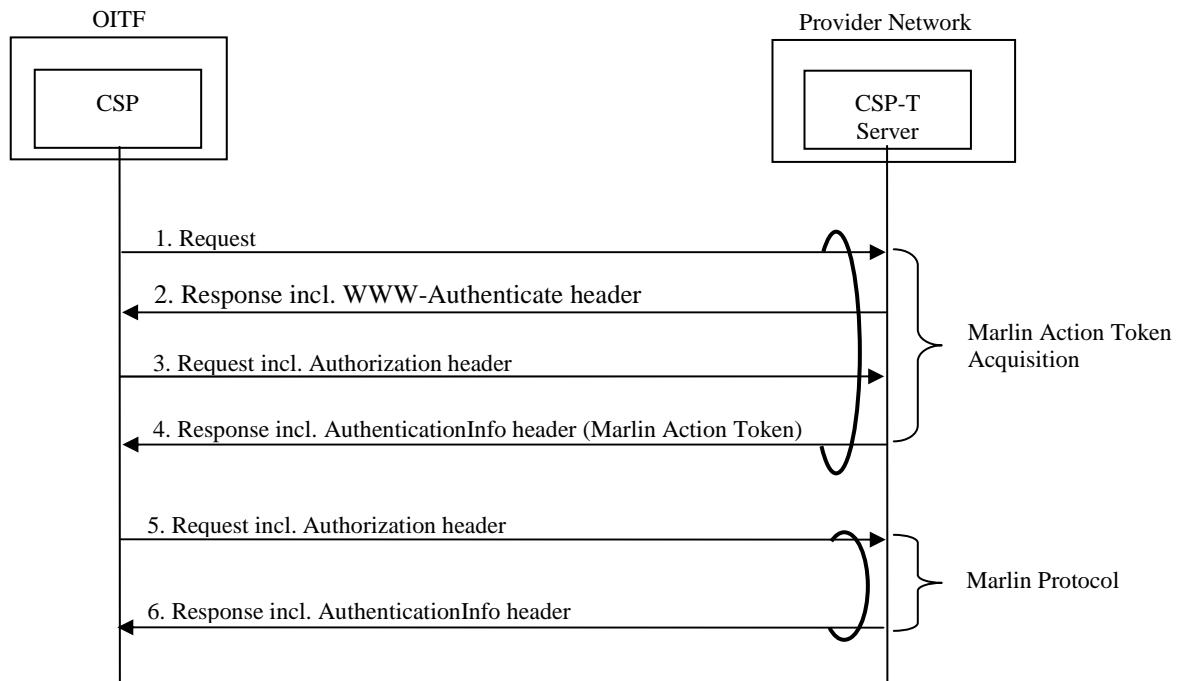 OITF
Provider Network
CSP
CSP-T
Server
1. Request
2. Response incl. WWW-Authenticate header
Marlin Action Token
Acquisition
3. Request incl. Authorization header
4. Response incl. AuthenticationInfo header (Marlin Action Token)
5. Request incl. Authorization header
Marlin Protocol
6. Response incl. AuthenticationInfo header